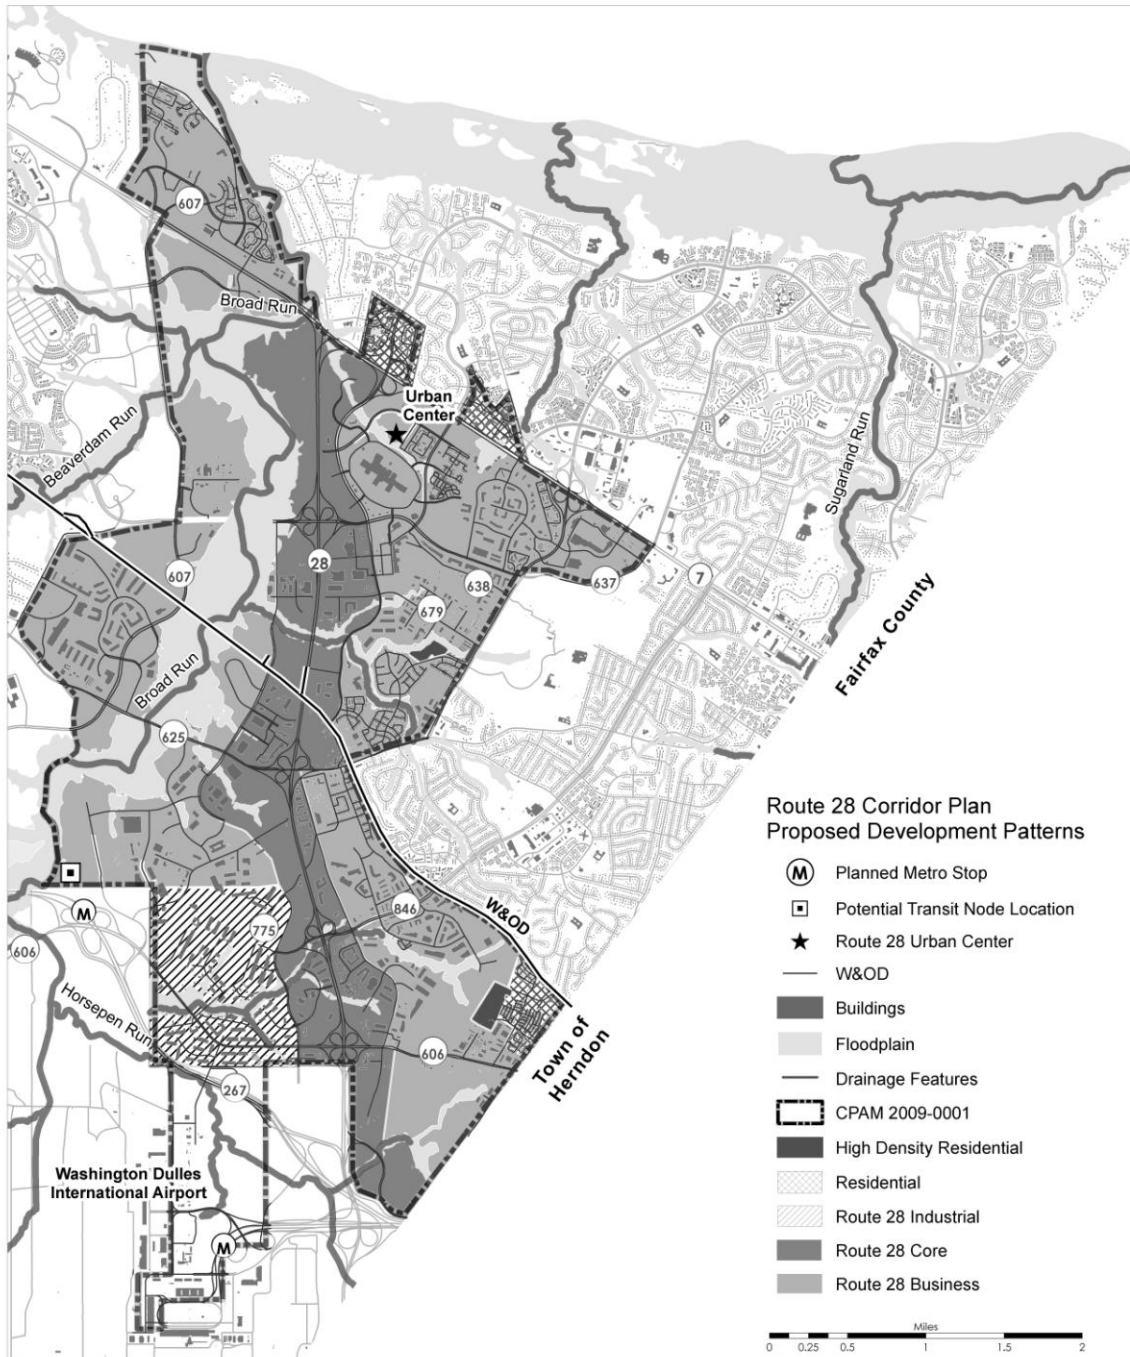 607
Broad Run
Urban
Center
Beaverdam Run
Sugarland Run
28
607
638
637
7
679
Fairfax County
Broad Run
625
Route 28 Corridor Plan
Proposed Development Patterns
M
Planned Metro Stop
Potential Transit Node Location
Route 28 Urban Center
W&OD
Buildings
Floodplain
Drainage Features
CPAM 2009-0001
High Density Residential
Residential
Route 28 Industrial
Route 28 Core
Route 28 Business
Miles
0 0.25 0.5 1 1.5 2
M
846
W&OD
775
606
Horsepen Run
Town of
Herndon
606
267
Washington Dulles
International Airport
M